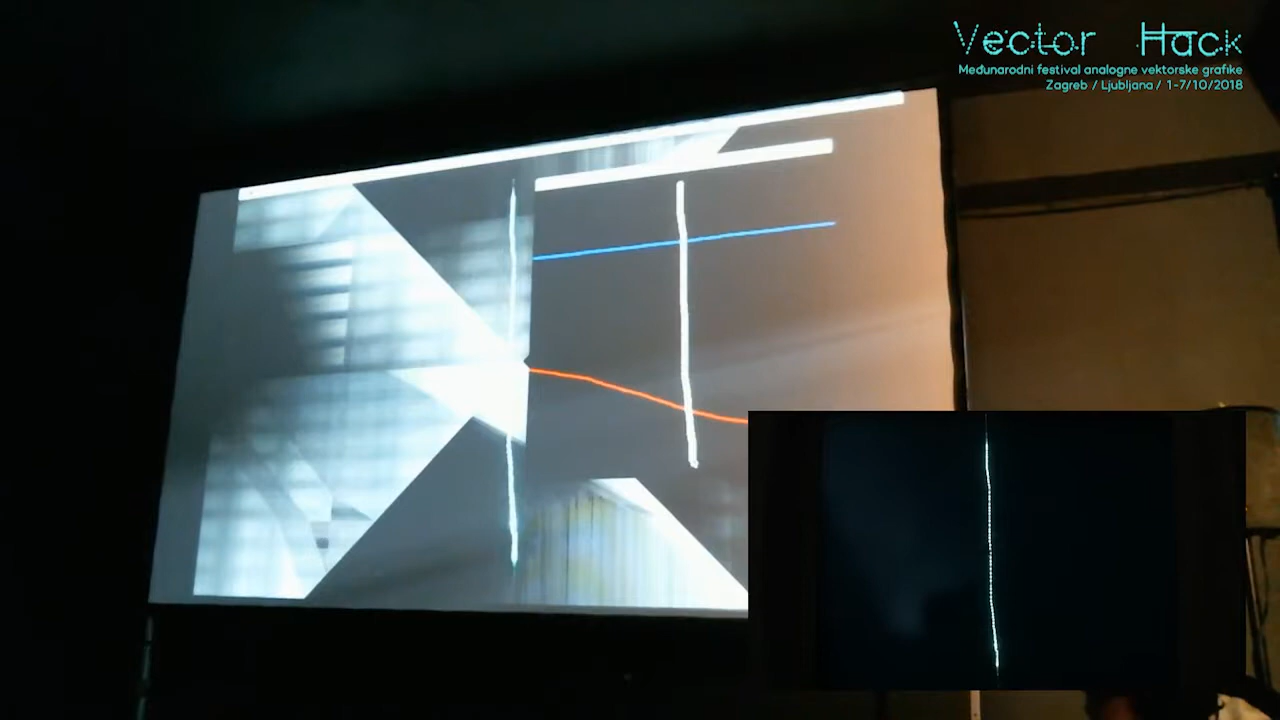 Vector Hack
Međunarodni festival analogne vektorske grafike
Zagreb / Ljubljana / 1-7/10/2018